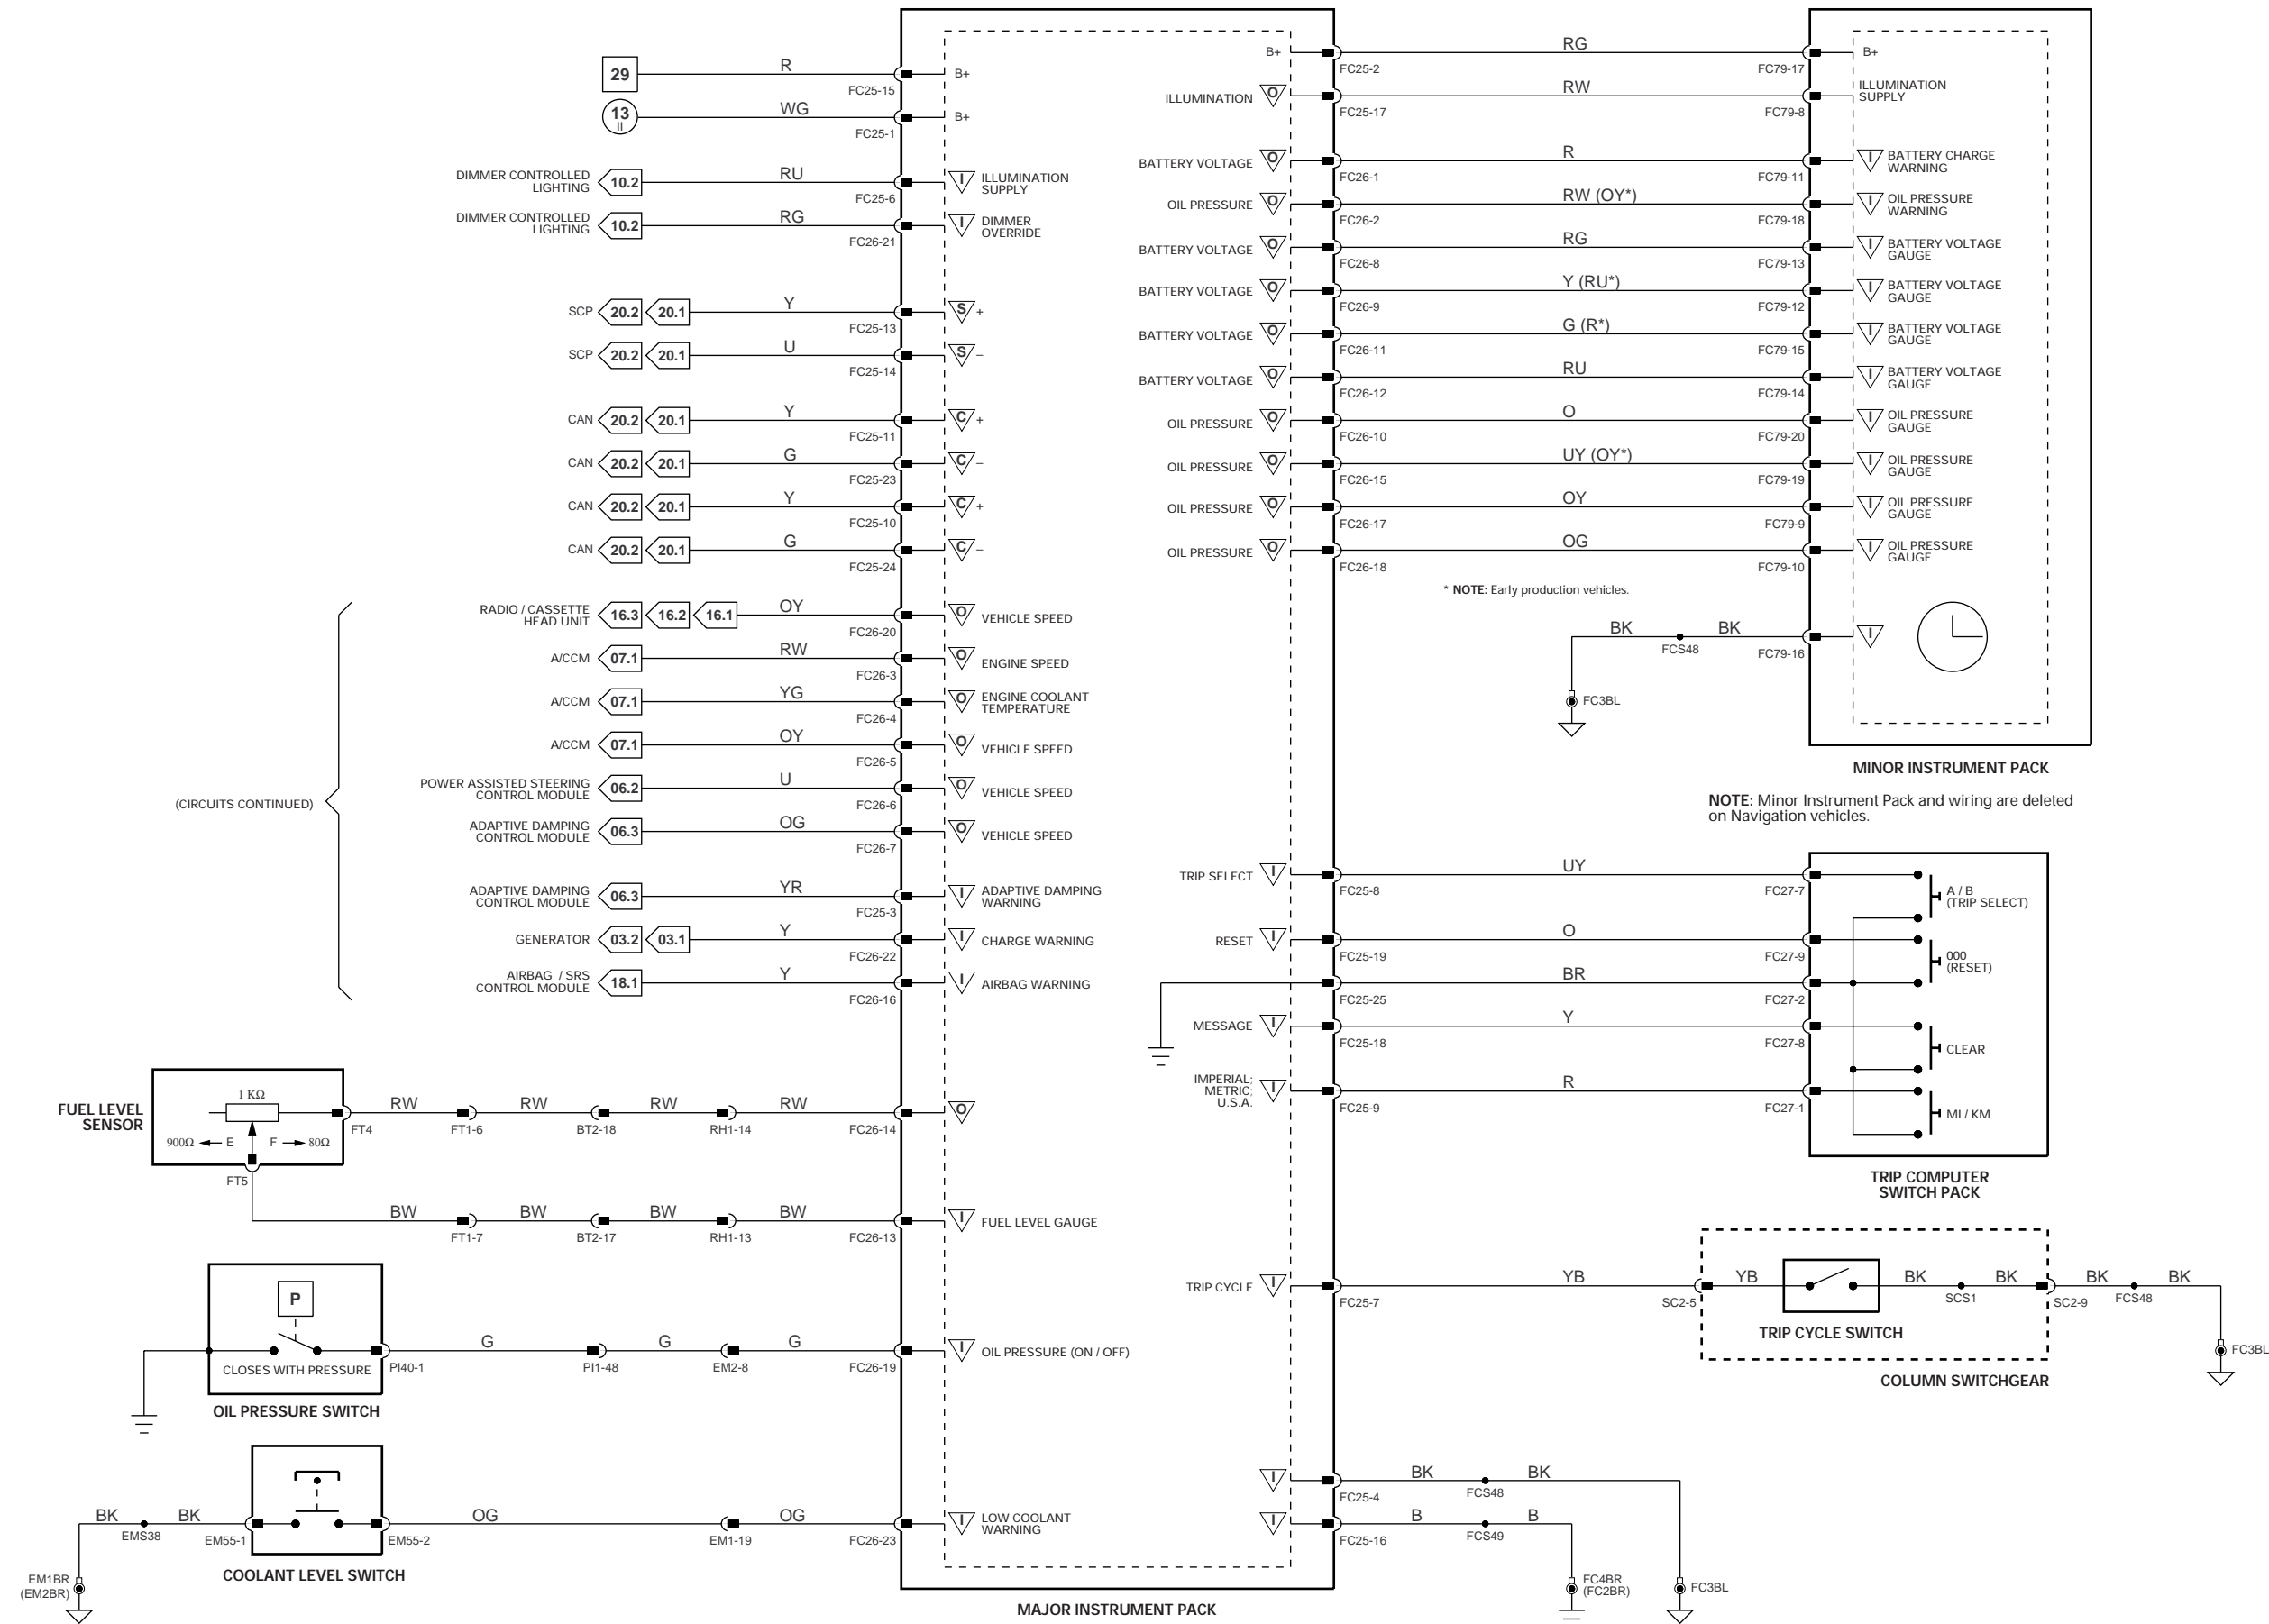 29
R
FC25-15
B+
13
II
WG
FC25-1
B+
DIMMER CONTROLLED
LIGHTING
10.2
RU
FC25-6
I
ILLUMINATION
SUPPLY
DIMMER CONTROLLED
LIGHTING
10.2
RG
FC26-21
I
DIMMER
OVERRIDE
SCP
20.2
20.1
Y
FC25-13
S
+
SCP
20.2
20.1
U
FC25-14
S
–
CAN
20.2
20.1
Y
FC25-11
C
+
CAN
20.2
20.1
G
FC25-23
C
–
CAN
20.2
20.1
Y
FC25-10
C
+
CAN
20.2
20.1
G
FC25-24
C
–
(CIRCUITS CONTINUED)
RADIO / CASSETTE
HEAD UNIT
16.3
16.2
16.1
OY
FC26-20
O
VEHICLE SPEED
A/CCM
07.1
RW
FC26-3
O
ENGINE SPEED
A/CCM
07.1
YG
FC26-4
O
ENGINE COOLANT
TEMPERATURE
A/CCM
07.1
OY
FC26-5
O
VEHICLE SPEED
POWER ASSISTED STEERING
CONTROL MODULE
06.2
U
FC26-6
O
VEHICLE SPEED
ADAPTIVE DAMPING
CONTROL MODULE
06.3
OG
FC26-7
O
VEHICLE SPEED
ADAPTIVE DAMPING
CONTROL MODULE
06.3
YR
FC25-3
I
ADAPTIVE DAMPING
WARNING
GENERATOR
03.2
03.1
Y
FC26-22
I
CHARGE WARNING
AIRBAG / SRS
CONTROL MODULE
18.1
Y
FC26-16
I
AIRBAG WARNING
FUEL LEVEL
SENSOR
1 KΩ
900Ω
E
F
80Ω
FT4
RW
FT1-6
RW
BT2-18
RW
RH1-14
RW
FC26-14
O
FT5
BW
FT1-7
BW
BT2-17
BW
RH1-13
BW
FC26-13
I
FUEL LEVEL GAUGE
P
CLOSES WITH PRESSURE
PI40-1
G
PI1-48
G
EM2-8
G
FC26-19
I
OIL PRESSURE (ON / OFF)
OIL PRESSURE SWITCH
BK
EMS38
BK
EM55-1
EM55-2
OG
EM1-19
OG
FC26-23
I
LOW COOLANT
WARNING
COOLANT LEVEL SWITCH
EM1BR
(EM2BR)
MAJOR INSTRUMENT PACK
B+
FC25-2
RG
FC79-17
B+
ILLUMINATION
O
FC25-17
RW
FC79-8
ILLUMINATION
SUPPLY
BATTERY VOLTAGE
O
FC26-1
R
FC79-11
I
BATTERY CHARGE
WARNING
OIL PRESSURE
O
FC26-2
RW (OY*)
FC79-18
I
OIL PRESSURE
WARNING
BATTERY VOLTAGE
O
FC26-8
RG
FC79-13
I
BATTERY VOLTAGE
GAUGE
BATTERY VOLTAGE
O
FC26-9
Y (RU*)
FC79-12
I
BATTERY VOLTAGE
GAUGE
BATTERY VOLTAGE
O
FC26-11
G (R*)
FC79-15
I
BATTERY VOLTAGE
GAUGE
BATTERY VOLTAGE
O
FC26-12
RU
FC79-14
I
BATTERY VOLTAGE
GAUGE
OIL PRESSURE
O
FC26-10
O
FC79-20
I
OIL PRESSURE
GAUGE
OIL PRESSURE
O
FC26-15
UY (OY*)
FC79-19
I
OIL PRESSURE
GAUGE
OIL PRESSURE
O
FC26-17
OY
FC79-9
I
OIL PRESSURE
GAUGE
OIL PRESSURE
O
FC26-18
OG
FC79-10
I
OIL PRESSURE
GAUGE
* NOTE: Early production vehicles.
BK
FCS48
BK
FC79-16
I
FC3BL
MINOR INSTRUMENT PACK
NOTE: Minor Instrument Pack and wiring are deleted
on Navigation vehicles.
TRIP SELECT
I
FC25-8
UY
FC27-7
A / B
(TRIP SELECT)
RESET
I
FC25-19
O
FC27-9
000
(RESET)
FC25-25
BR
FC27-2
MESSAGE
I
FC25-18
Y
FC27-8
CLEAR
IMPERIAL;
METRIC;
U.S.A.
I
FC25-9
R
FC27-1
MI / KM
TRIP COMPUTER
SWITCH PACK
TRIP CYCLE
I
FC25-7
YB
SC2-5
YB
BK
SCS1
BK
SC2-9
BK
FCS48
BK
FC3BL
TRIP CYCLE SWITCH
COLUMN SWITCHGEAR
I
FC25-4
BK
FCS48
BK
I
FC25-16
B
FCS49
B
FC4BR
(FC2BR)
FC3BL